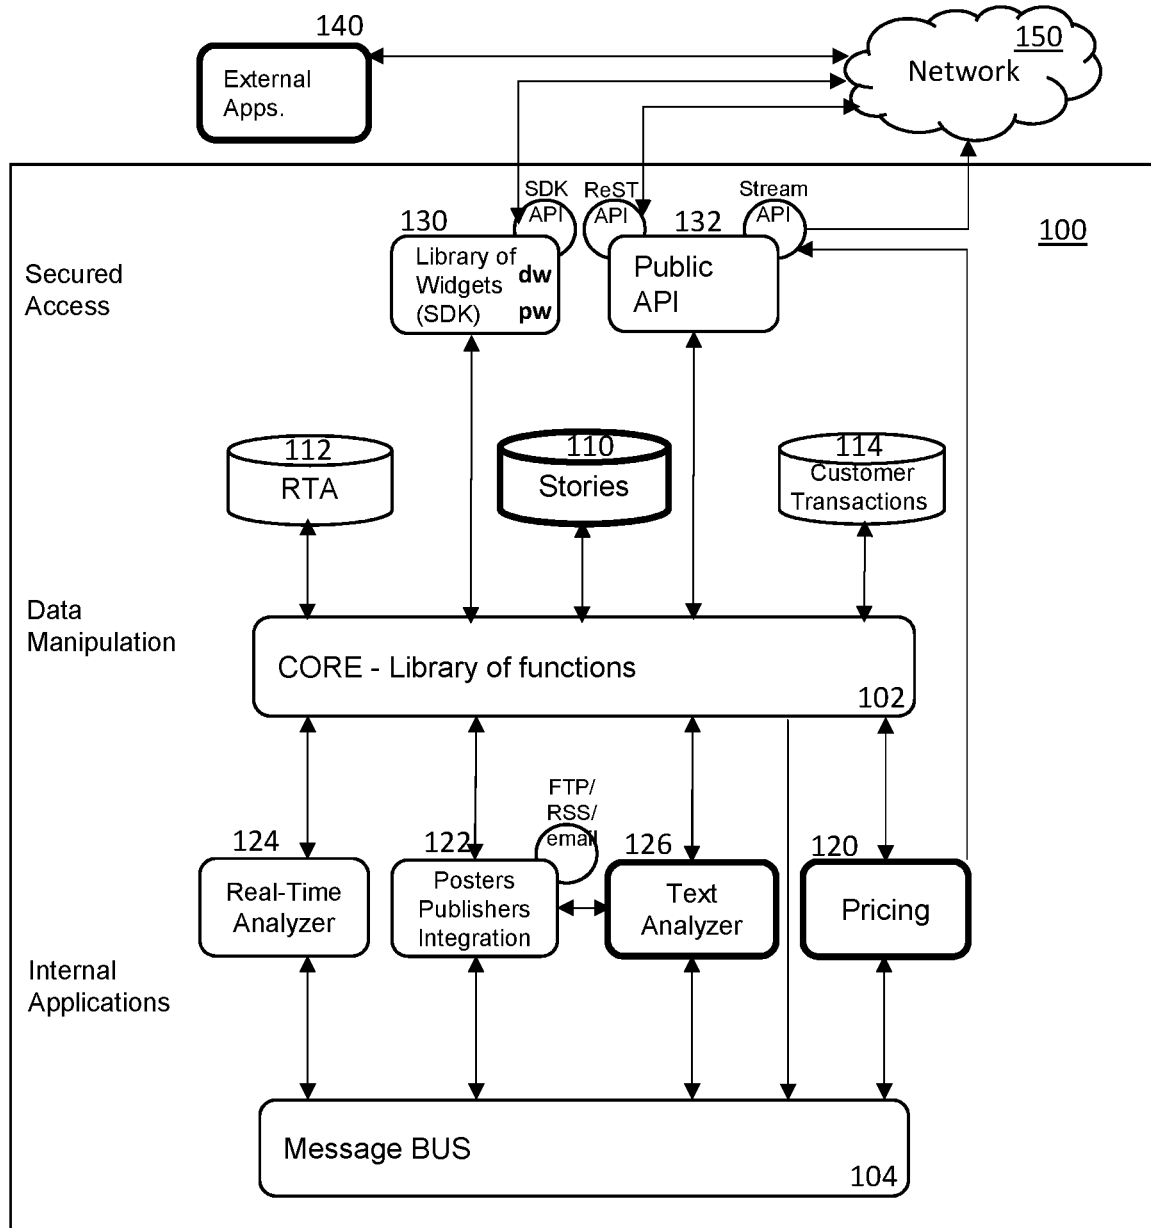 140
External
Apps.
150
Network
100
Secured
Access
130
SDK
API
Library of
Widgets
(SDK)
dw
pw
ReST
API
132
Stream
API
Public
API
112
RTA
110
Stories
114
Customer
Transactions
Data
Manipulation
CORE - Library of functions
102
124
Real-Time
Analyzer
122
FTP/
RSS/
email
Posters
Publishers
Integration
126
Text
Analyzer
120
Pricing
Internal
Applications
Message BUS
104